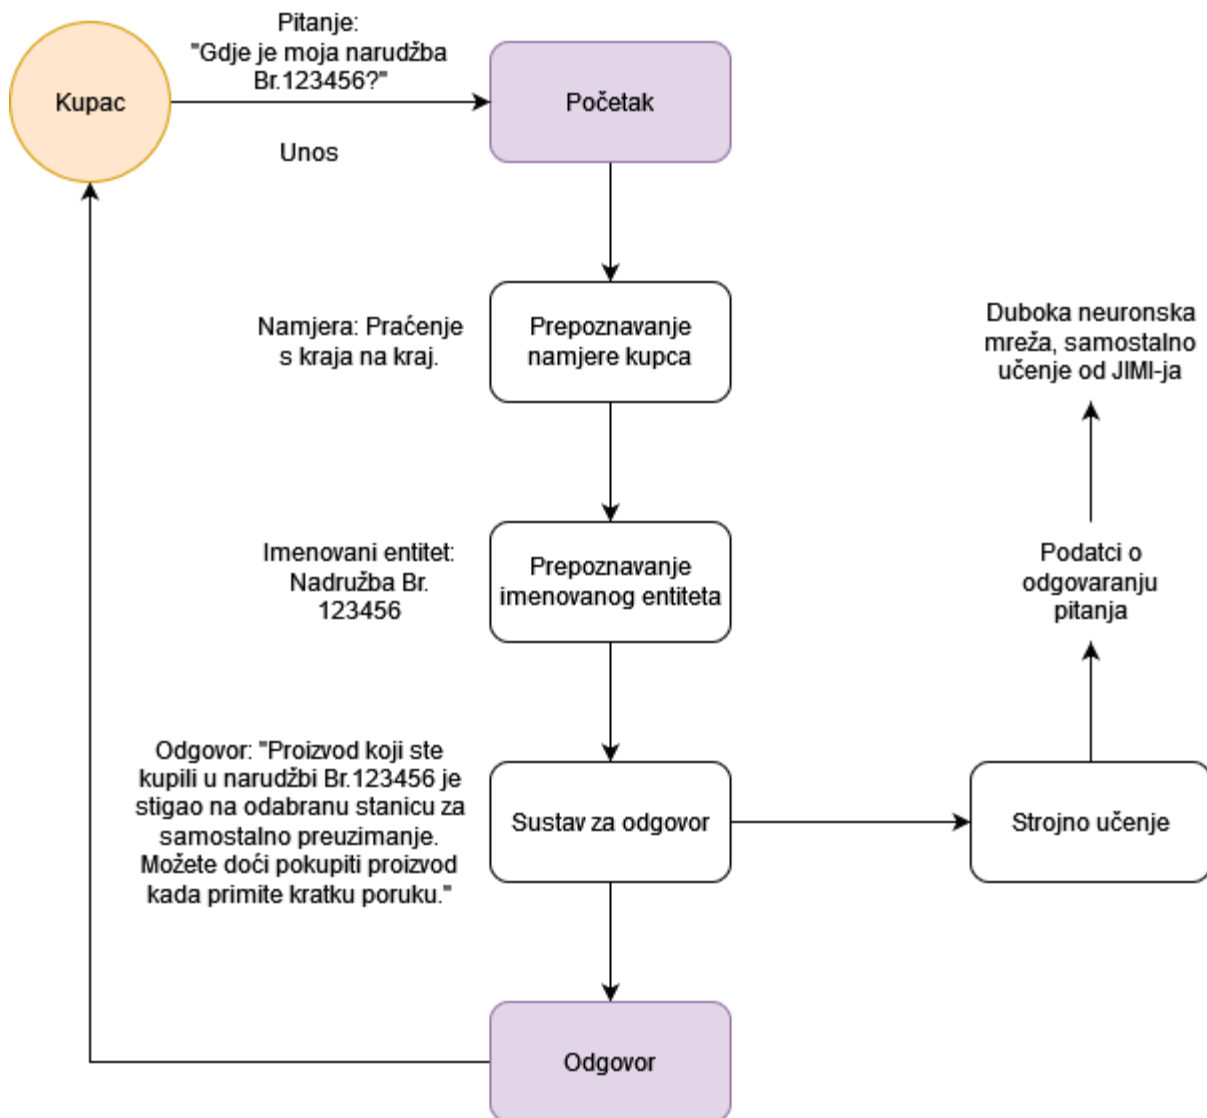 Pitanje:
"Gdje je moja narudžba
Br.123456?"
Kupac
Početak
Unos
Namjera: Praćenje
s kraja na kraj.
Prepoznavanje
namjere kupca
Duboka neuronska
mreža, samostalno
učenje od JIMI-ja
Imenovani entitet:
Nadružba Br.
123456
Prepoznavanje
imenovanog entiteta
Podatci o
odgovaranju
pitanja
Odgovor: "Proizvod koji ste
kupili u narudžbi Br.123456 je
stigao na odabranu stanicu za
samostalno preuzimanje.
Možete doći pokupiti proizvod
kada primite kratku poruku."
Sustav za odgovor
Strojno učenje
Odgovor